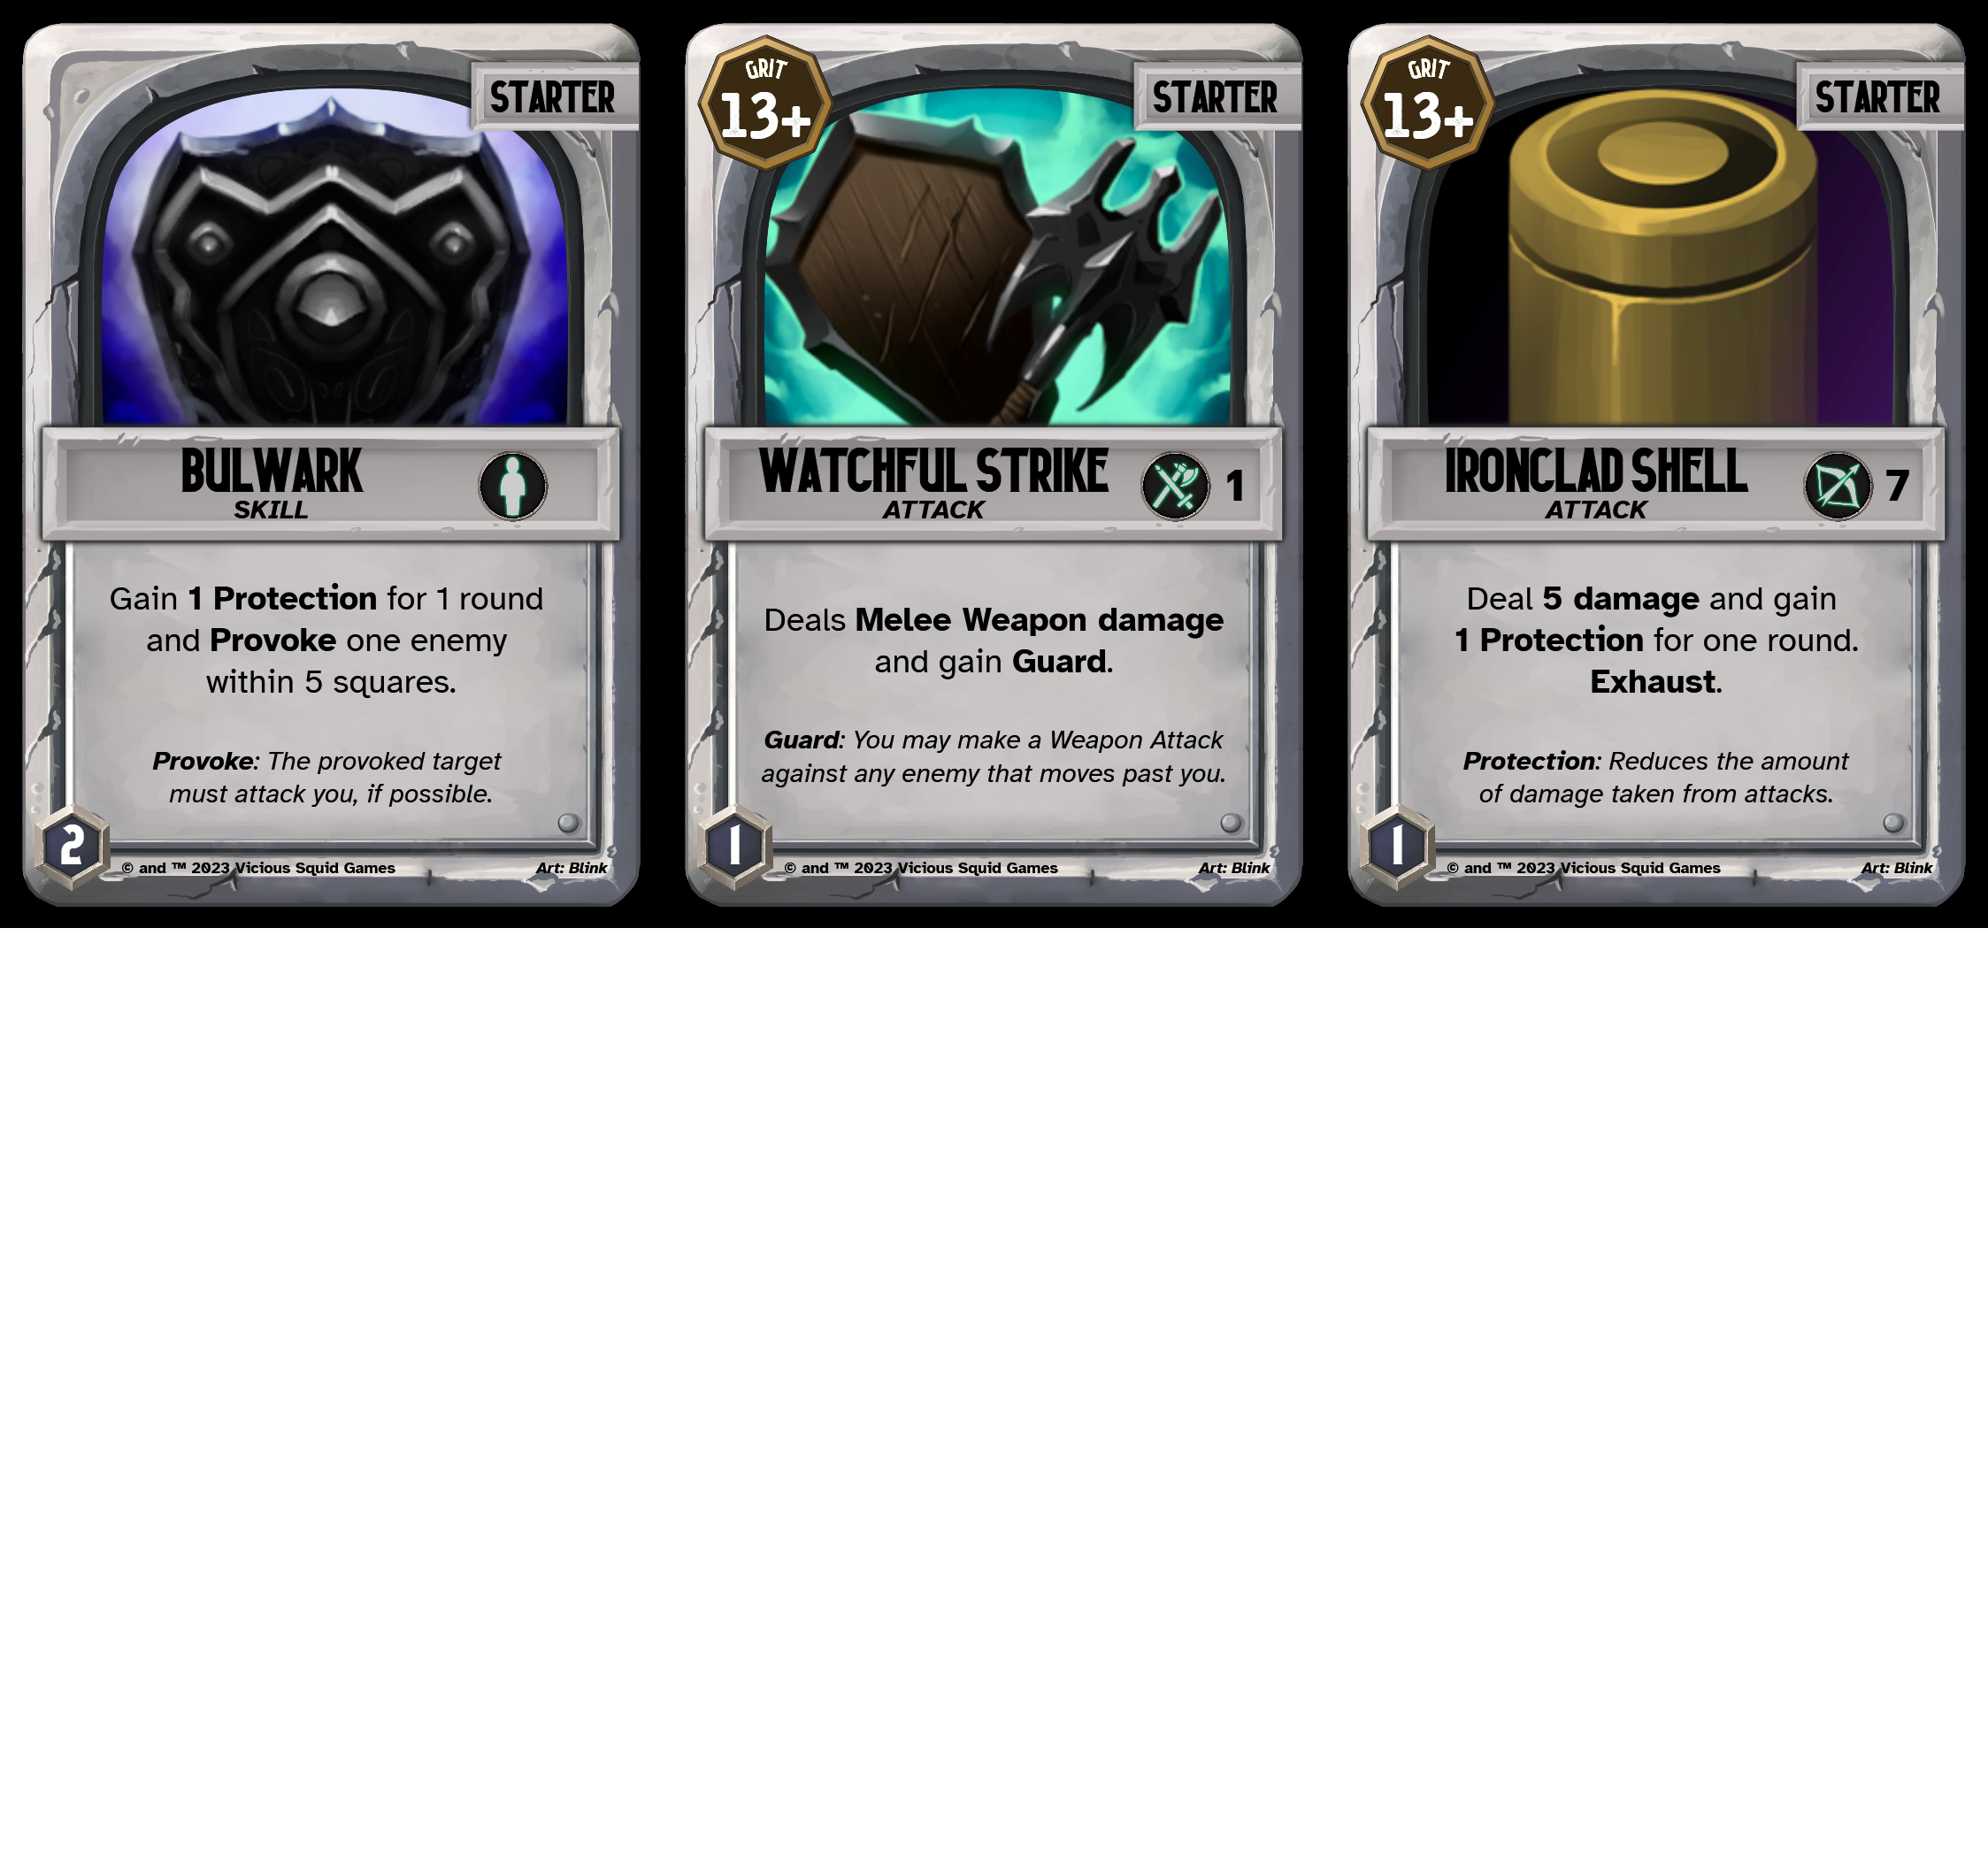 STARTER
BULWARK
SKILL
Gain 1 Protection for 1 round
and Provoke one enemy
within 5 squares.
Provoke: The provoked target
must attack you, if possible.
2
© and ™ 2023 Vicious Squid Games
Art: Blink
GRIT
13+
STARTER
WATCHFUL STRIKE
ATTACK
1
Deals Melee Weapon damage
and gain Guard.
Guard: You may make a Weapon Attack
against any enemy that moves past you.
1
© and ™ 2023 Vicious Squid Games
Art: Blink
GRIT
13+
STARTER
IRONCLAD SHELL
ATTACK
7
Deal 5 damage and gain
1 Protection for one round.
Exhaust.
Protection: Reduces the amount
of damage taken from attacks.
1
© and ™ 2023 Vicious Squid Games
Art: Blink